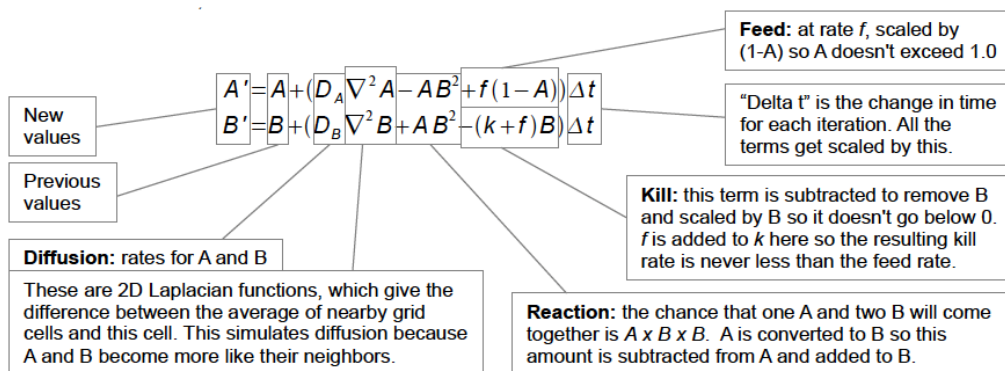 Feed: at rate f, scaled by
(1-A) so A doesn't exceed 1.0
A'=A+(D_A∇²A−AB²+f(1−A))Δt
B'=B+(D_B∇²B+AB²−(k+f)B)Δt
New
values
"Delta t" is the change in time
for each iteration. All the
terms get scaled by this.
Previous
values
Kill: this term is subtracted to remove B
and scaled by B so it doesn't go below 0.
f is added to k here so the resulting kill
rate is never less than the feed rate.
Diffusion: rates for A and B
These are 2D Laplacian functions, which give the
difference between the average of nearby grid
cells and this cell. This simulates diffusion because
A and B become more like their neighbors.
Reaction: the chance that one A and two B will come
together is A x B x B. A is converted to B so this
amount is subtracted from A and added to B.